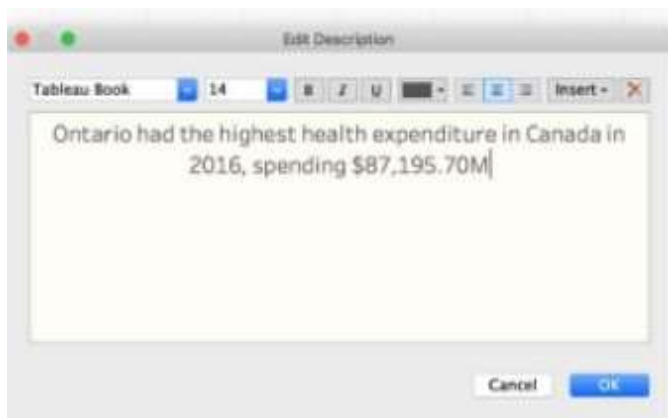 Edit Description
Tableau Book 14 B I U Insert
Ontario had the highest health expenditure in Canada in
2016, spending $87,195.70M
Cancel OK